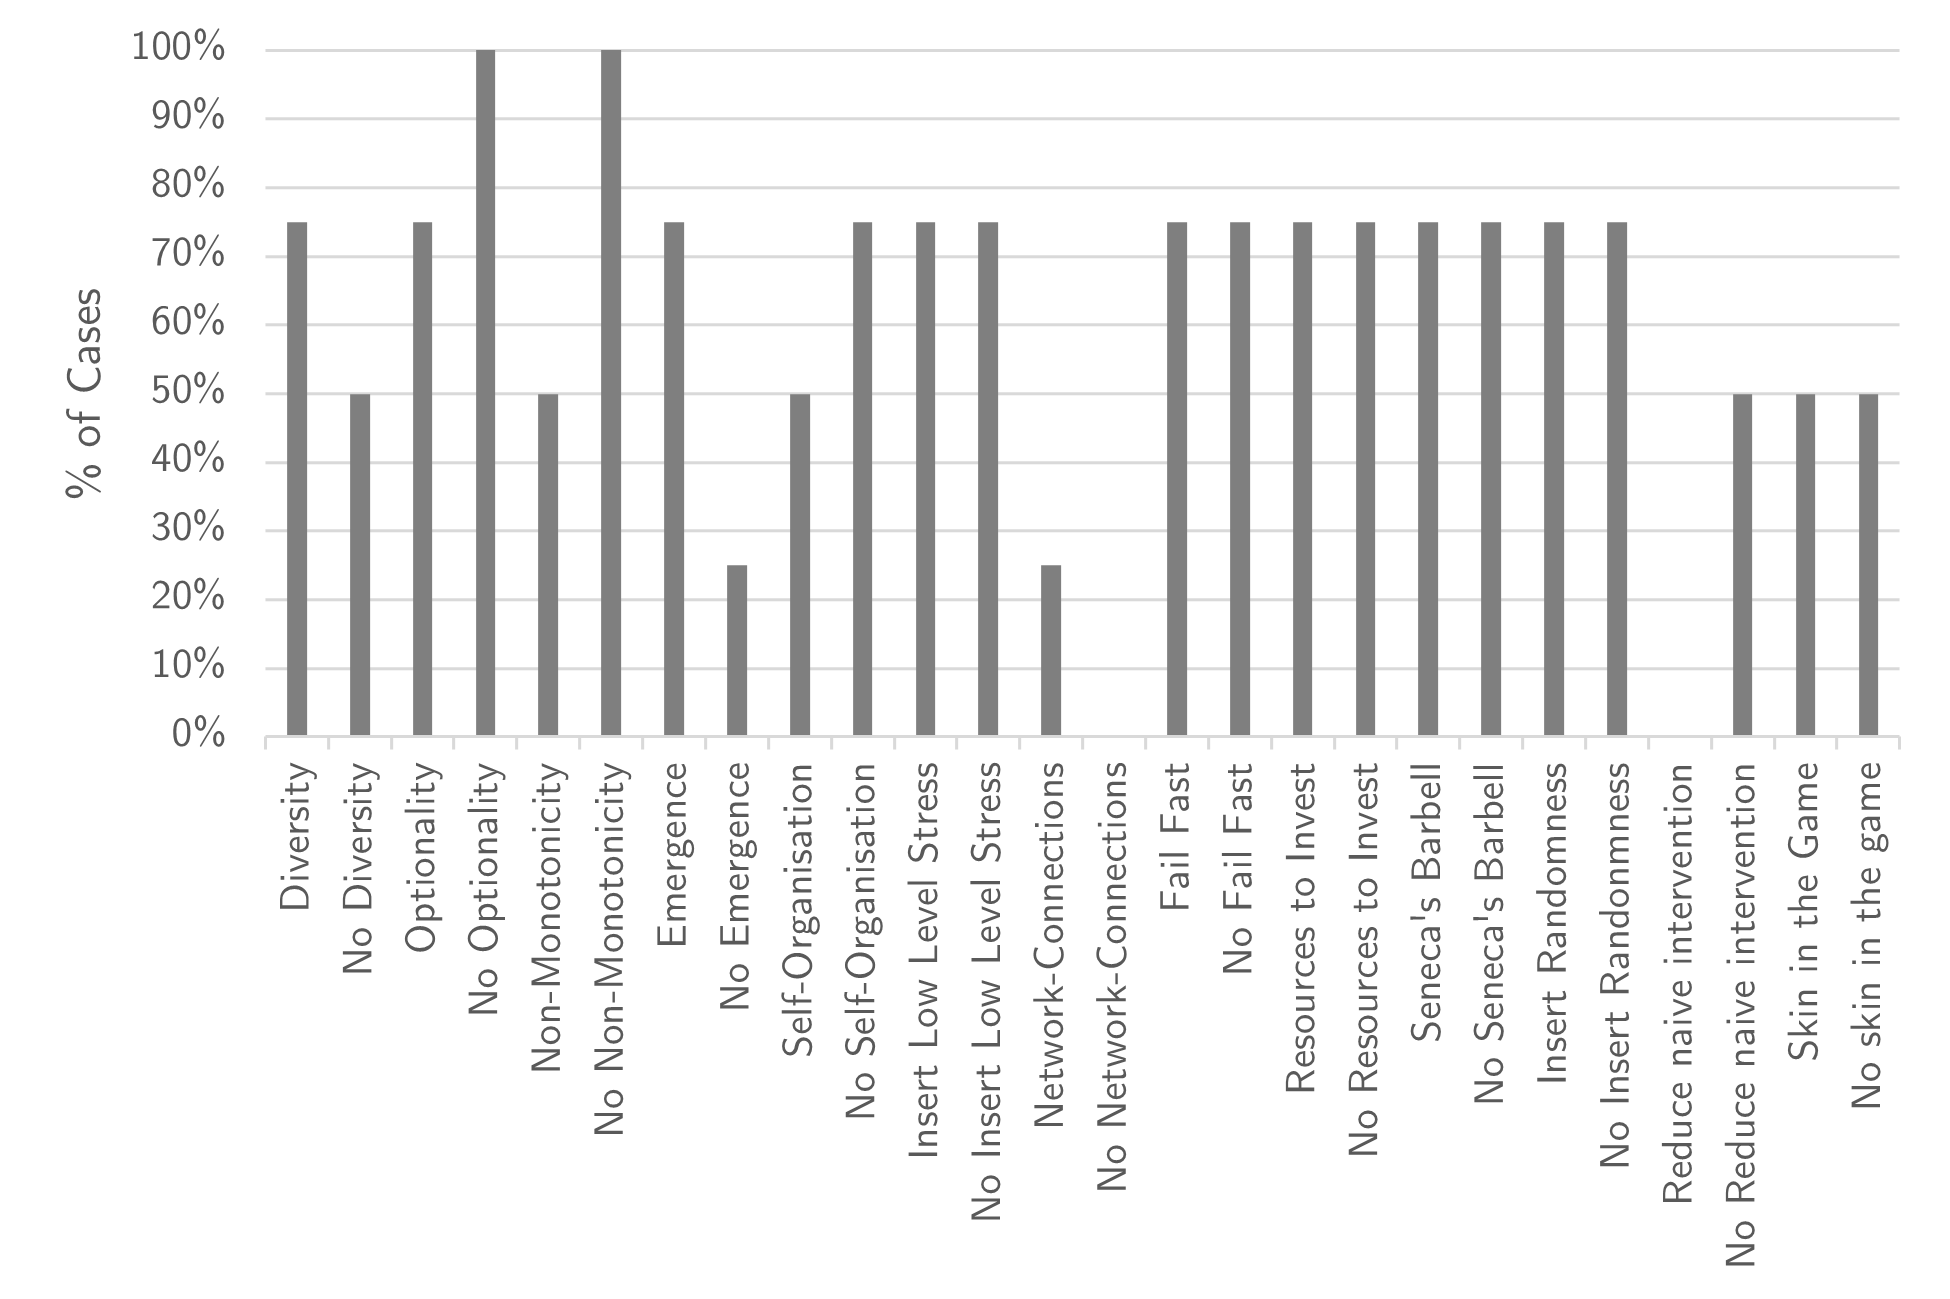 100%
90%
80%
70%
60%
50%
40%
30%
20%
10%
0%
% of Cases
Diversity
No Diversity
Optionality
No Optionality
Non-Monotonicity
No Non-Monotonicity
Emergence
No Emergence
Self-Organisation
No Self-Organisation
Insert Low Level Stress
No Insert Low Level Stress
Network-Connections
No Network-Connections
Fail Fast
No Fail Fast
Resources to Invest
No Resources to Invest
Seneca's Barbell
No Seneca's Barbell
Insert Randomness
No Insert Randonmness
Reduce naive intervention
No Reduce naive intervention
Skin in the Game
No skin in the game